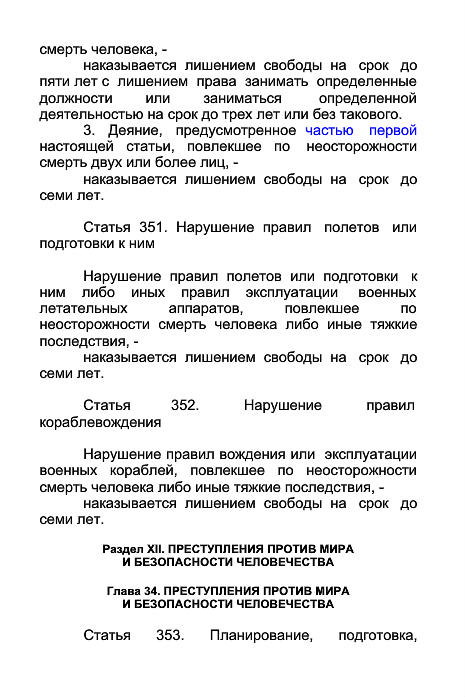 смерть человека, -
наказывается лишением свободы на срок до
пяти лет с лишением права занимать определенные
должности или заниматься определенной
деятельностью на срок до трех лет или без такового.
3. Деяние, предусмотренное частью первой
настоящей статьи, повлекшее по неосторожности
смерть двух или более лиц, -
наказывается лишением свободы на срок до
семи лет.
Статья 351. Нарушение правил полетов или
подготовки к ним
Нарушение правил полетов или подготовки к
ним либо иных правил эксплуатации военных
летательных аппаратов, повлекшее по
неосторожности смерть человека либо иные тяжкие
последствия, -
наказывается лишением свободы на срок до
семи лет.
Статья 352. Нарушение правил
кораблевождения
Нарушение правил вождения или эксплуатации
военных кораблей, повлекшее по неосторожности
смерть человека либо иные тяжкие последствия, -
наказывается лишением свободы на срок до
семи лет.
Раздел XII. ПРЕСТУПЛЕНИЯ ПРОТИВ МИРА
И БЕЗОПАСНОСТИ ЧЕЛОВЕЧЕСТВА
Глава 34. ПРЕСТУПЛЕНИЯ ПРОТИВ МИРА
И БЕЗОПАСНОСТИ ЧЕЛОВЕЧЕСТВА
Статья 353. Планирование, подготовка,